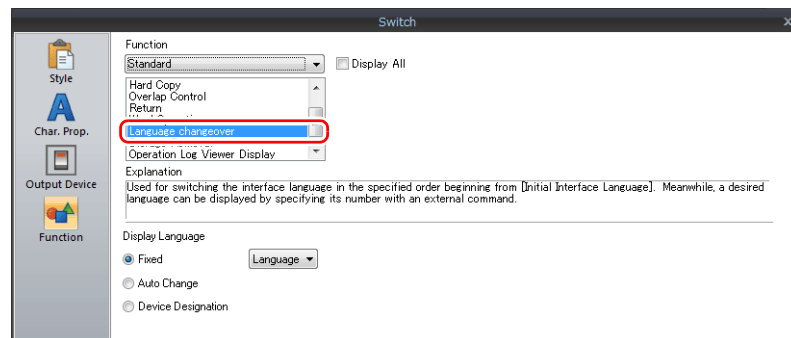 Switch
x
Style
Char. Prop.
Output Device
Function
Function
Standard
Display All
Hard Copy
Overlap Control
Return
Language changeover
Operation Log Viewer Display
Explanation
Used for switching the interface language in the specified order beginning from [Initial Interface Language].  Meanwhile, a desired
language can be displayed by specifying its number with an external command.
Display Language
Fixed
Language
Auto Change
Device Designation